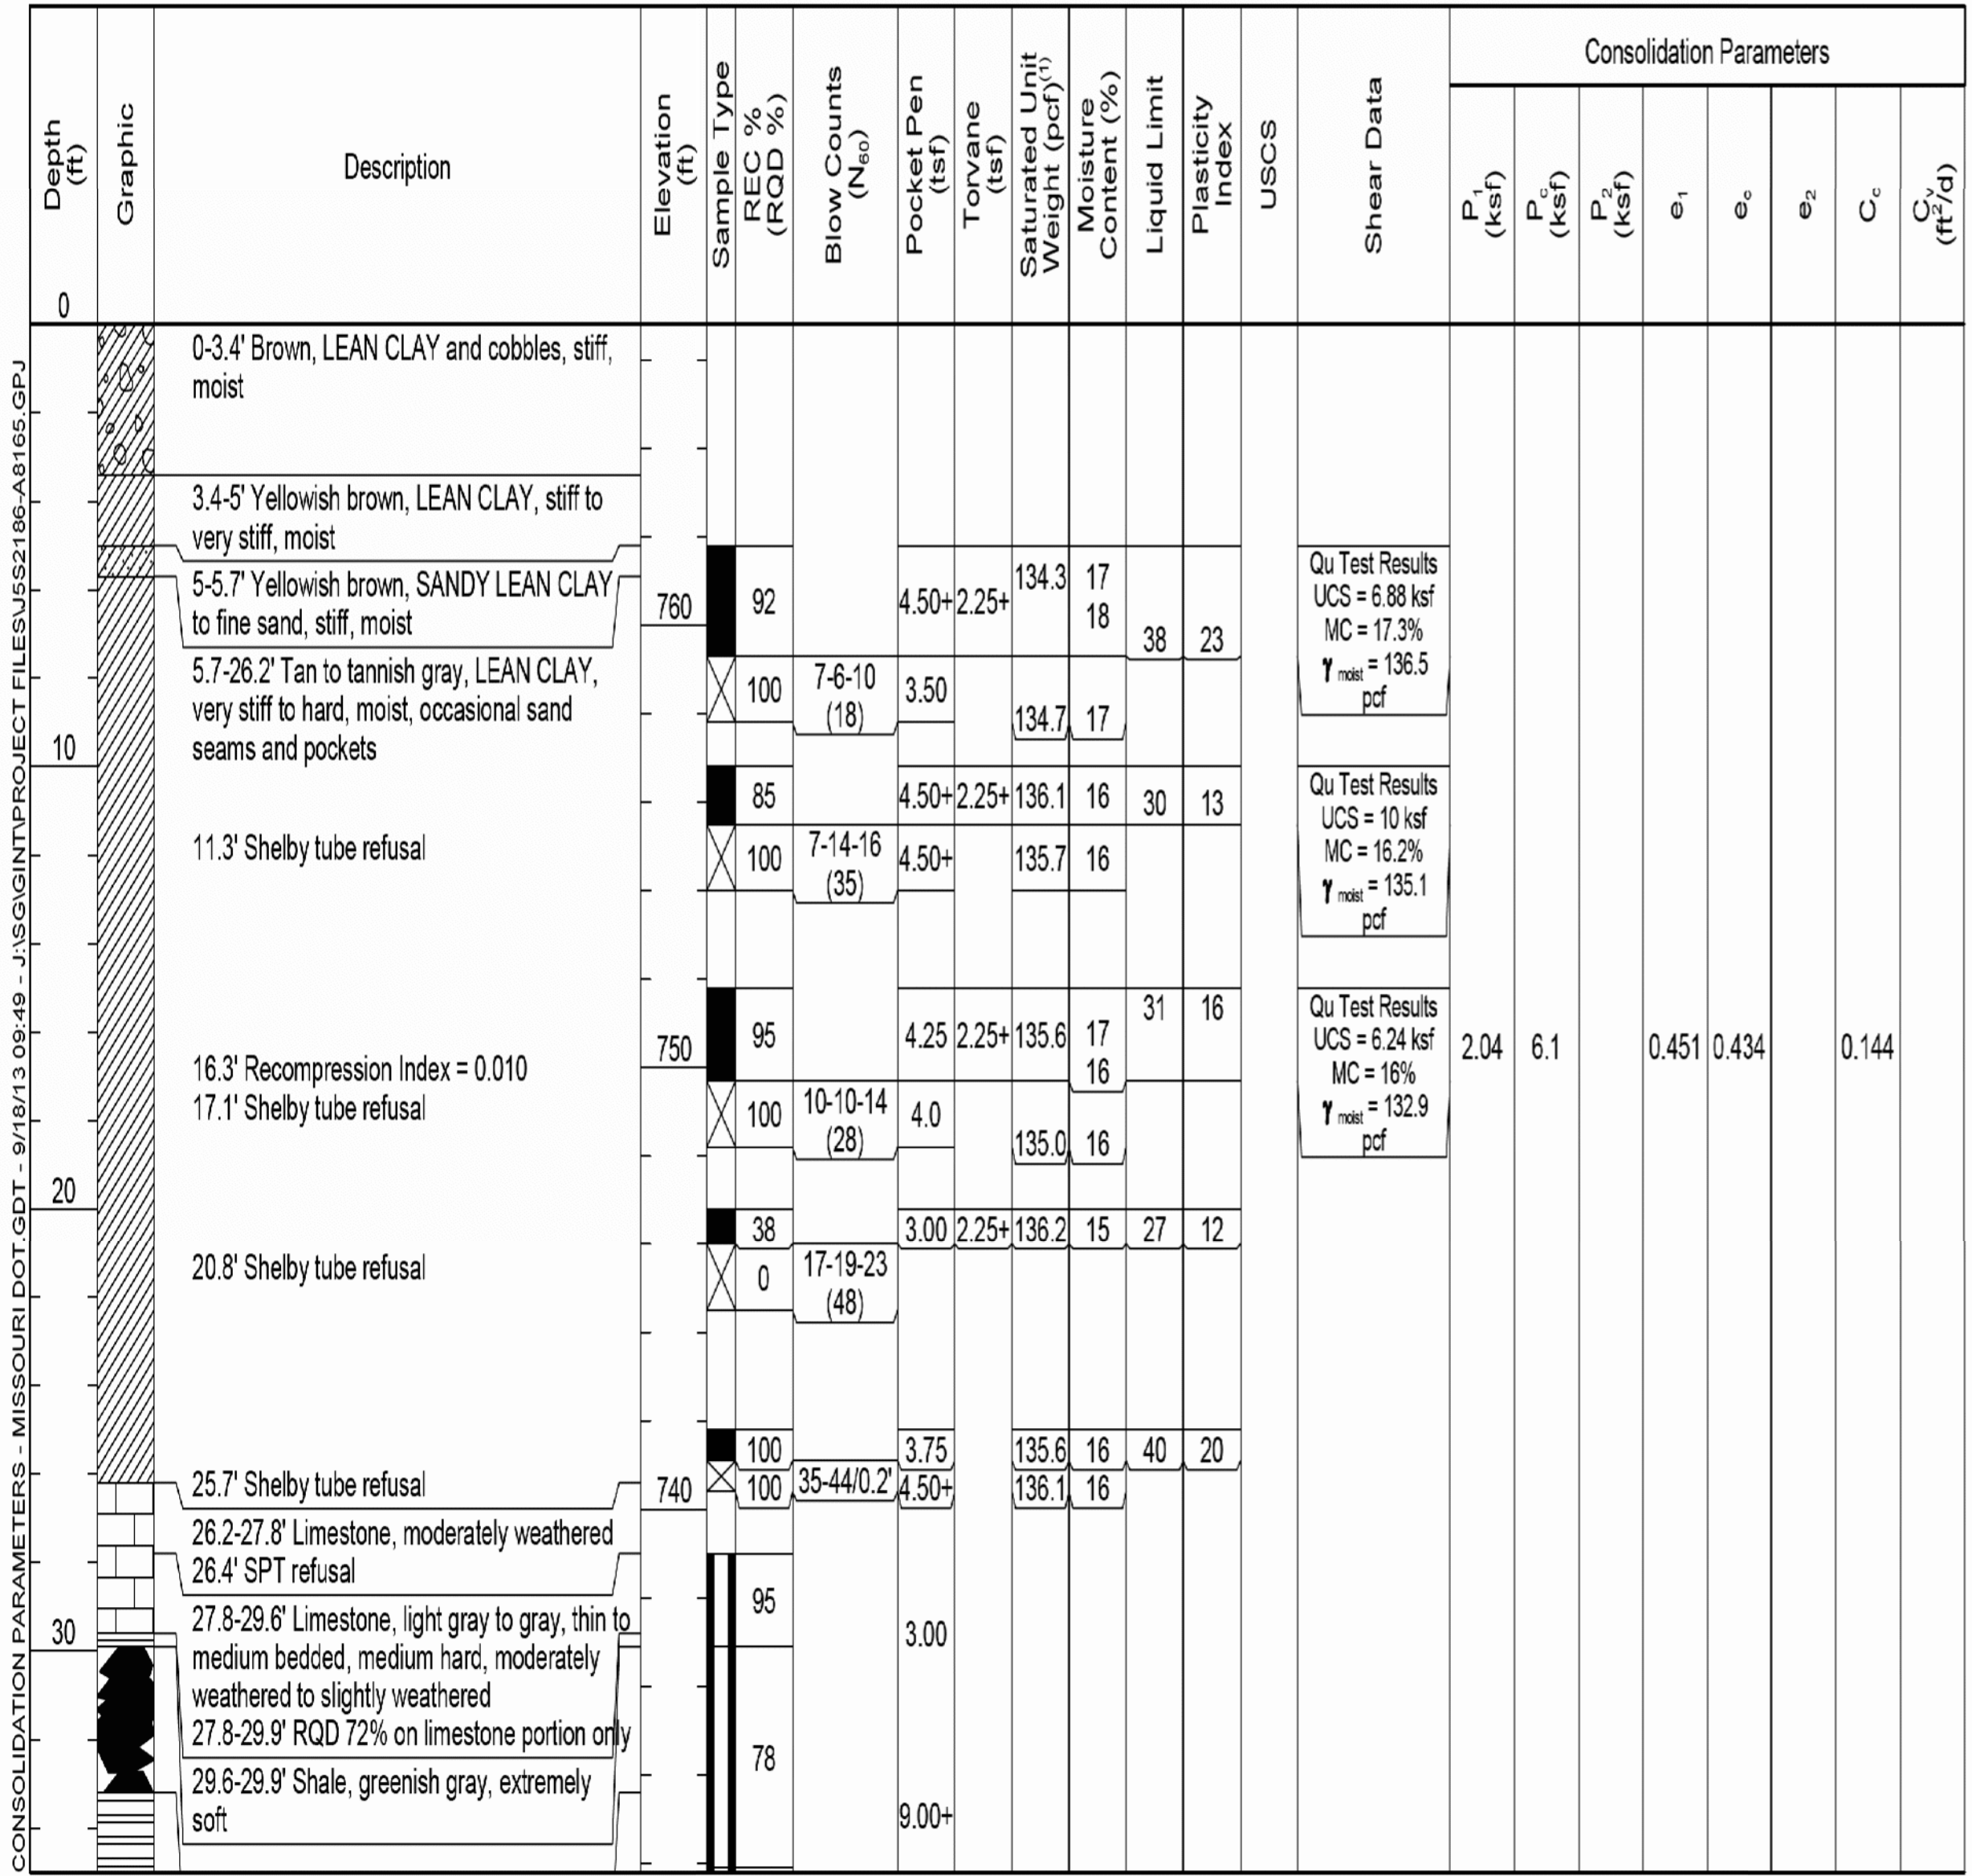 Consolidation Parameters
Depth
(ft)
Graphic
Description
Elevation
(ft)
Sample Type
REC %
(RQD %)
Blow Counts
(N60)
Pocket Pen
(tsf)
Torvane
(tsf)
Saturated Unit
Weight (pcf)(1)
Moisture
Content (%)
Liquid Limit
Plasticity
Index
USCS
Shear Data
P1
(ksf)
Pc
(ksf)
P2
(ksf)
e1
ec
e2
Cc
Cv
(ft2/d)
0
0-3.4' Brown, LEAN CLAY and cobbles, stiff,
moist
3.4-5' Yellowish brown, LEAN CLAY, stiff to
very stiff, moist
5-5.7' Yellowish brown, SANDY LEAN CLAY
to fine sand, stiff, moist
760
92
4.50+
2.25+
134.3
17
18
38
23
Qu Test Results
UCS = 6.88 ksf
MC = 17.3%
γ moist = 136.5
pcf
5.7-26.2' Tan to tannish gray, LEAN CLAY,
very stiff to hard, moist, occasional sand
seams and pockets
100
7-6-10
(18)
3.50
134.7
17
10
85
4.50+
2.25+
136.1
16
30
13
Qu Test Results
UCS = 10 ksf
MC = 16.2%
γ moist = 135.1
pcf
11.3' Shelby tube refusal
100
7-14-16
(35)
4.50+
135.7
16
750
95
4.25
2.25+
135.6
17
16
31
16
Qu Test Results
UCS = 6.24 ksf
MC = 16%
γ moist = 132.9
pcf
2.04
6.1
0.451
0.434
0.144
16.3' Recompression Index = 0.010
17.1' Shelby tube refusal
100
10-10-14
(28)
4.0
135.0
16
20
38
3.00
2.25+
136.2
15
27
12
20.8' Shelby tube refusal
0
17-19-23
(48)
100
3.75
135.6
16
40
20
25.7' Shelby tube refusal
740
100
35-44/0.2'
4.50+
136.1
16
26.2-27.8' Limestone, moderately weathered
26.4' SPT refusal
95
27.8-29.6' Limestone, light gray to gray, thin to
medium bedded, medium hard, moderately
weathered to slightly weathered
27.8-29.9' RQD 72% on limestone portion only
30
3.00
78
29.6-29.9' Shale, greenish gray, extremely
soft
9.00+
CONSOLIDATION PARAMETERS - MISSOURI DOT.GDT - 9/18/13 09:49 - J:\SG\GINT\PROJECT FILES\J5S2186-A8165.GPJ